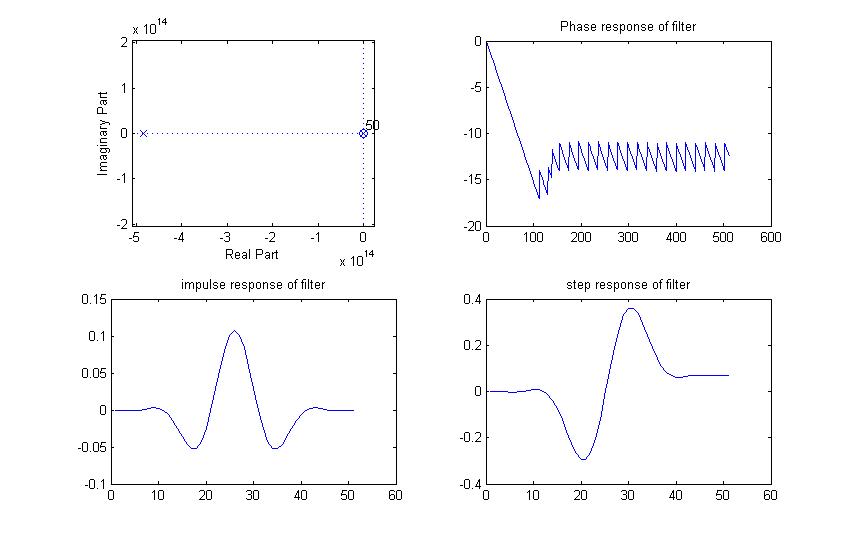 x 10^14
2
1
0
-1
-2
Imaginary Part
50
-5 -4 -3 -2 -1 0
Real Part
x 10^14
Phase response of filter
0
-5
-10
-15
-20
0 100 200 300 400 500 600
impulse response of filter
0.15
0.1
0.05
0
-0.05
-0.1
0 10 20 30 40 50 60
step response of filter
0.4
0.2
0
-0.2
-0.4
0 10 20 30 40 50 60